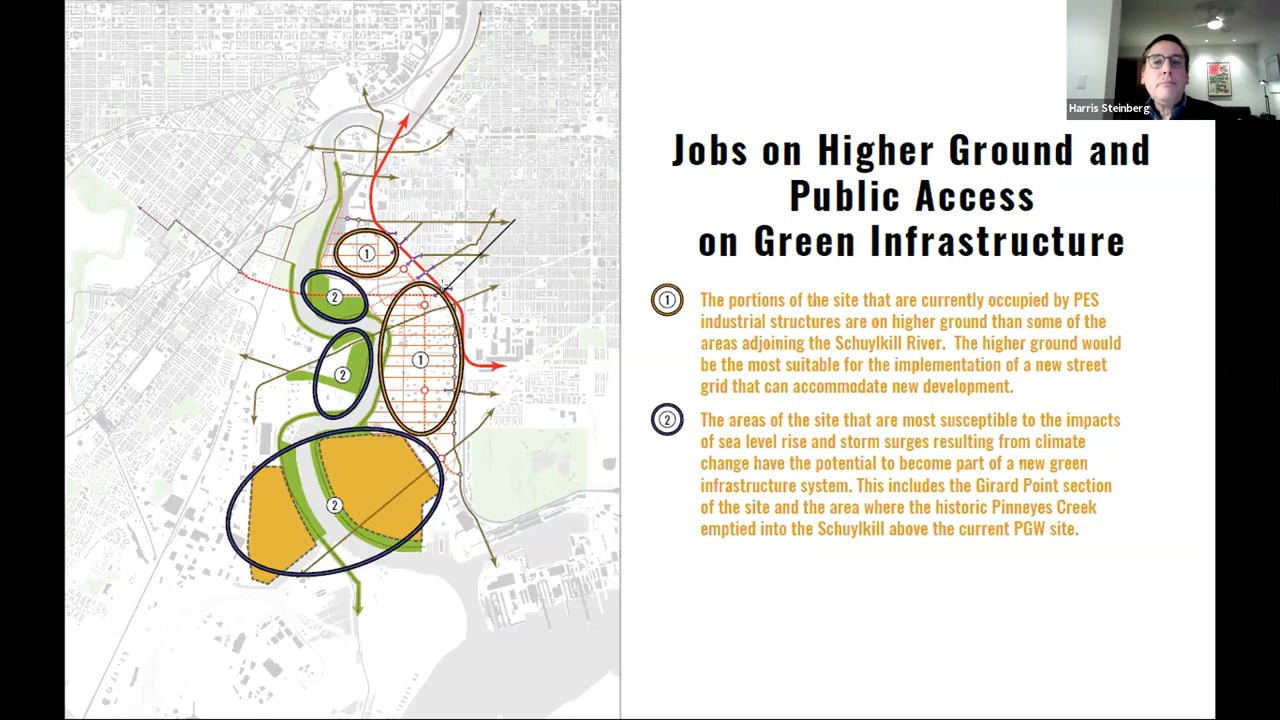 Harris Steinberg
Jobs on Higher Ground and
Public Access
on Green Infrastructure
1
The portions of the site that are currently occupied by PES
industrial structures are on higher ground than some of the
areas adjoining the Schuylkill River. The higher ground would
be the most suitable for the implementation of a new street
grid that can accommodate new development.
2
The areas of the site that are most susceptible to the impacts
of sea level rise and storm surges resulting from climate
change have the potential to become part of a new green
infrastructure system. This includes the Girard Point section
of the site and the area where the historic Pinneyes Creek
emptied into the Schuylkill above the current PGW site.
1
2
1
2
2